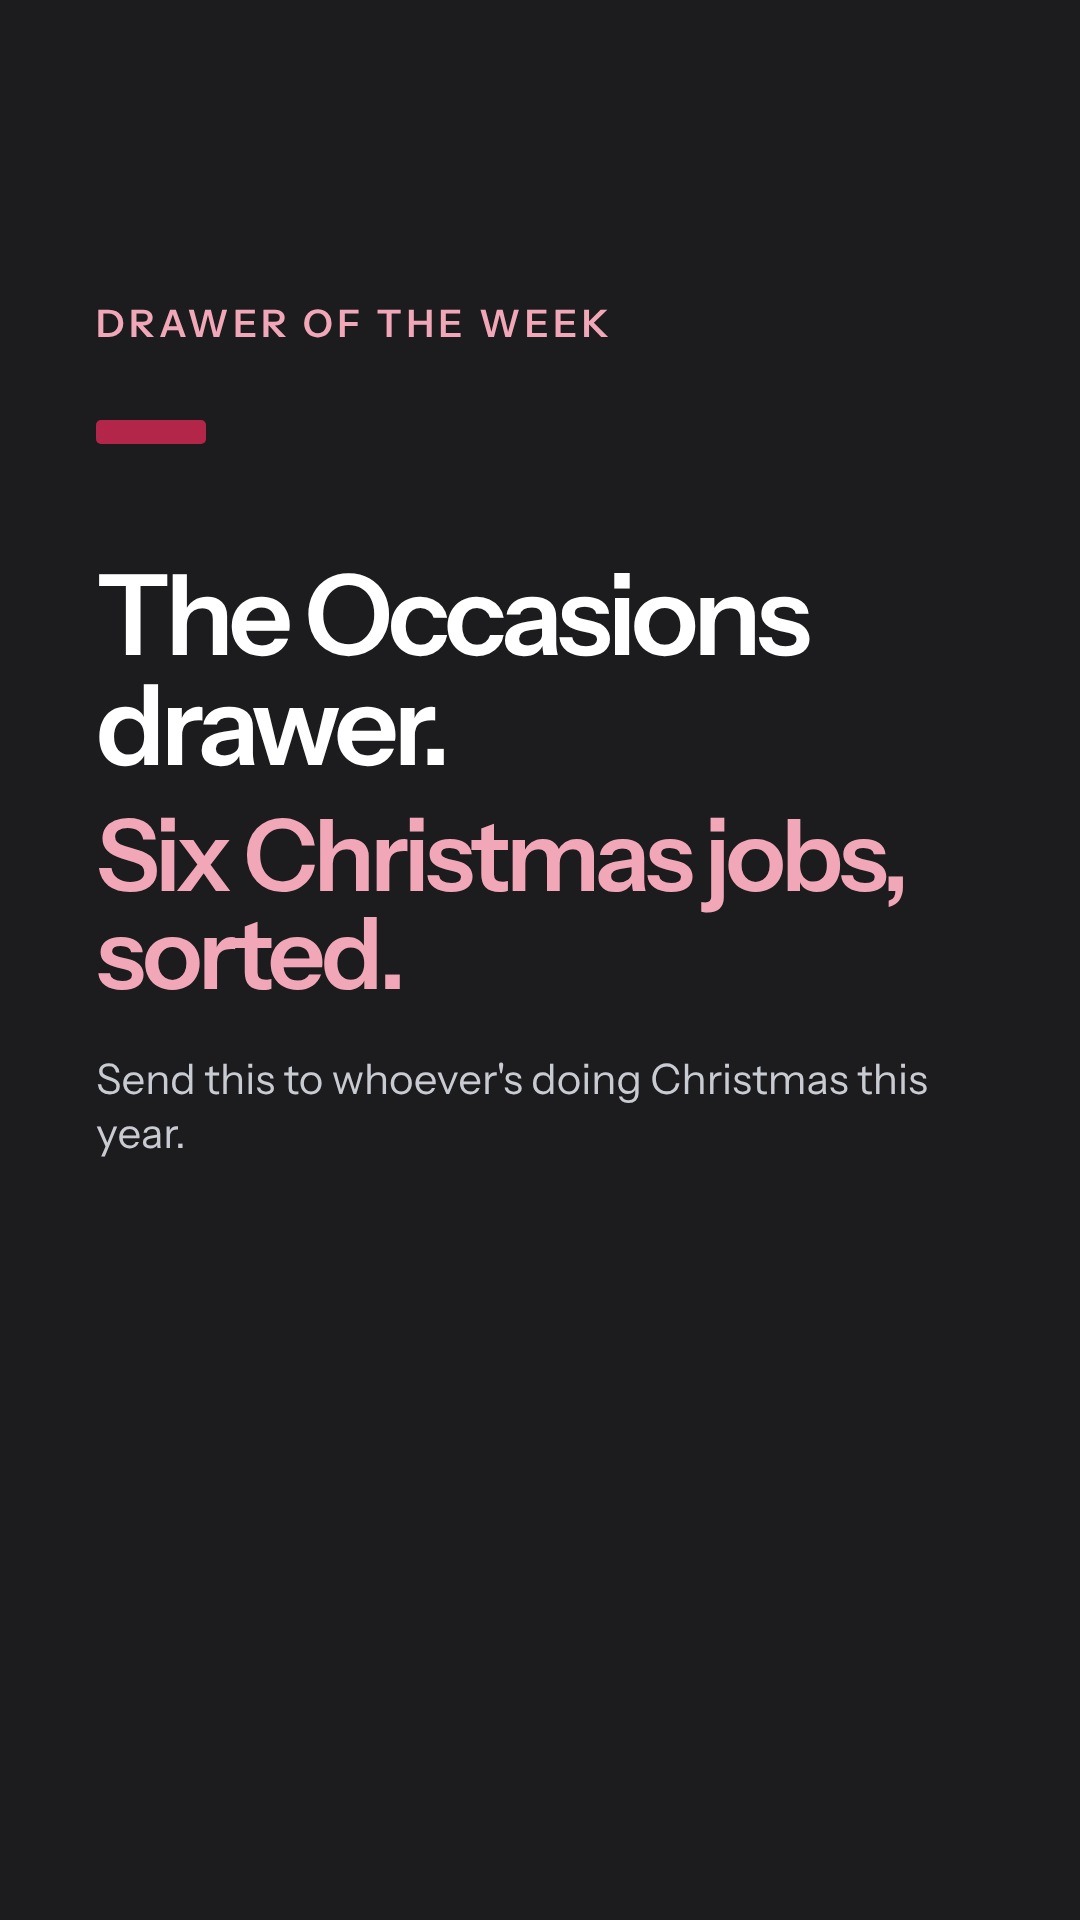 DRAWER OF THE WEEK
The Occasions
drawer.
Six Christmas jobs,
sorted.
Send this to whoever's doing Christmas this
year.